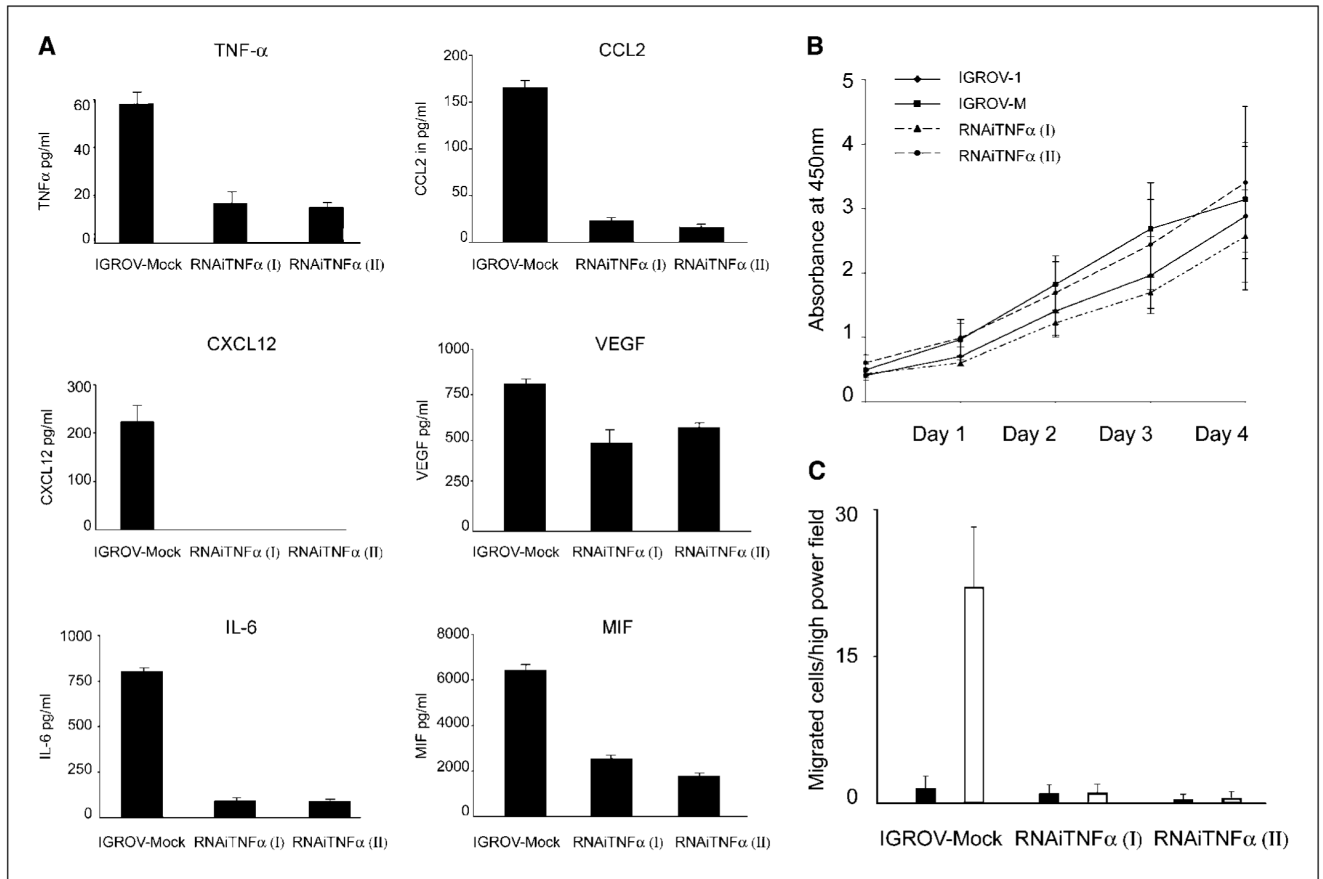 A
TNF-α
TNFα pg/ml
60
40
20
0
IGROV-Mock RNAiTNFα (I) RNAiTNFα (II)
CCL2
CCL2 in pg/ml
200
150
100
50
0
IGROV-Mock RNAiTNFα (I) RNAiTNFα (II)
CXCL12
CXCL12 pg/ml
300
200
100
0
IGROV-Mock RNAiTNFα (I) RNAiTNFα (II)
VEGF
VEGF pg/ml
1000
750
500
250
0
IGROV-Mock RNAiTNFα (I) RNAiTNFα (II)
IL-6
IL-6 pg/ml
1000
750
500
250
0
IGROV-Mock RNAiTNFα (I) RNAiTNFα (II)
MIF
MIF pg/ml
8000
6000
4000
2000
0
IGROV-Mock RNAiTNFα (I) RNAiTNFα (II)
B
IGROV-1
IGROV-M
RNAiTNFα (I)
RNAiTNFα (II)
Absorbance at 450nm
5
4
3
2
1
0
Day 1 Day 2 Day 3 Day 4
C
Migrated cells/high power field
30
15
0
IGROV-Mock RNAiTNFα (I) RNAiTNFα (II)